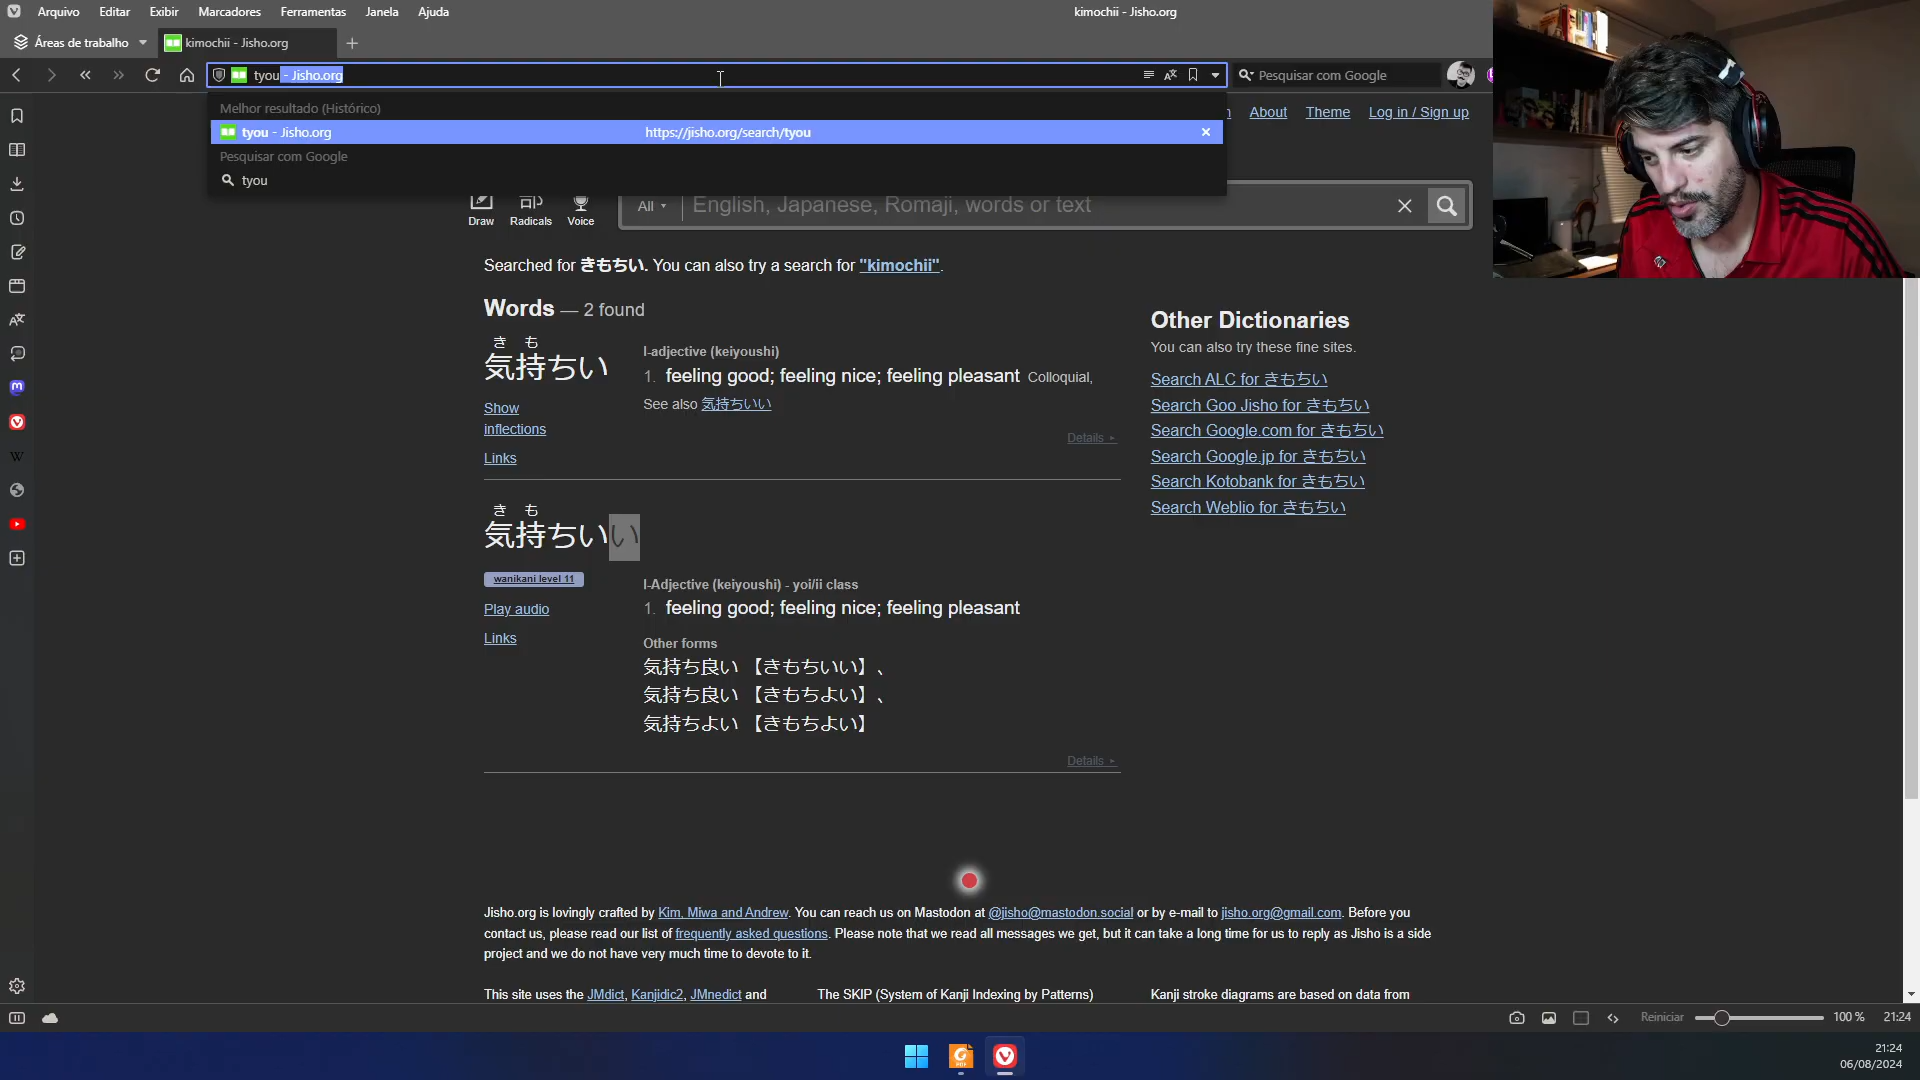 Arquivo Editar Exibir Marcadores Ferramentas Janela Ajuda
kimochii - Jisho.org
Áreas de trabalho
kimochii - Jisho.org
tyou - Jisho.org
Pesquisar com Google
Melhor resultado (Histórico)
tyou - Jisho.org https://jisho.org/search/tyou
Pesquisar com Google
tyou
About Theme Log in / Sign up
Draw Radicals Voice
All English, Japanese, Romaji, words or text
Searched for きもちい. You can also try a search for "kimochii".
Words — 2 found
き も
気持ちい
I-adjective (keiyoushi)
1. feeling good; feeling nice; feeling pleasant Colloquial,
See also 気持ちいい
Show
inflections
Links
Details
き も
気持ちいい
wanikani level 11
Play audio
Links
I-Adjective (keiyoushi) - yoi/ii class
1. feeling good; feeling nice; feeling pleasant
Other forms
気持ち良い 【きもちいい】、
気持ち良い 【きもちよい】、
気持ちよい 【きもちよい】
Details
Other Dictionaries
You can also try these fine sites.
Search ALC for きもちい
Search Goo Jisho for きもちい
Search Google.com for きもちい
Search Google.jp for きもちい
Search Kotobank for きもちい
Search Weblio for きもちい
Jisho.org is lovingly crafted by Kim, Miwa and Andrew. You can reach us on Mastodon at @jisho@mastodon.social or by e-mail to jisho.org@gmail.com. Before you
contact us, please read our list of frequently asked questions. Please note that we read all messages we get, but it can take a long time for us to reply as Jisho is a side
project and we do not have very much time to devote to it.
This site uses the JMdict, Kanjidic2, JMnedict and
The SKIP (System of Kanji Indexing by Patterns)
Kanji stroke diagrams are based on data from
Reiniciar 100 % 21:24
21:24
06/08/2024